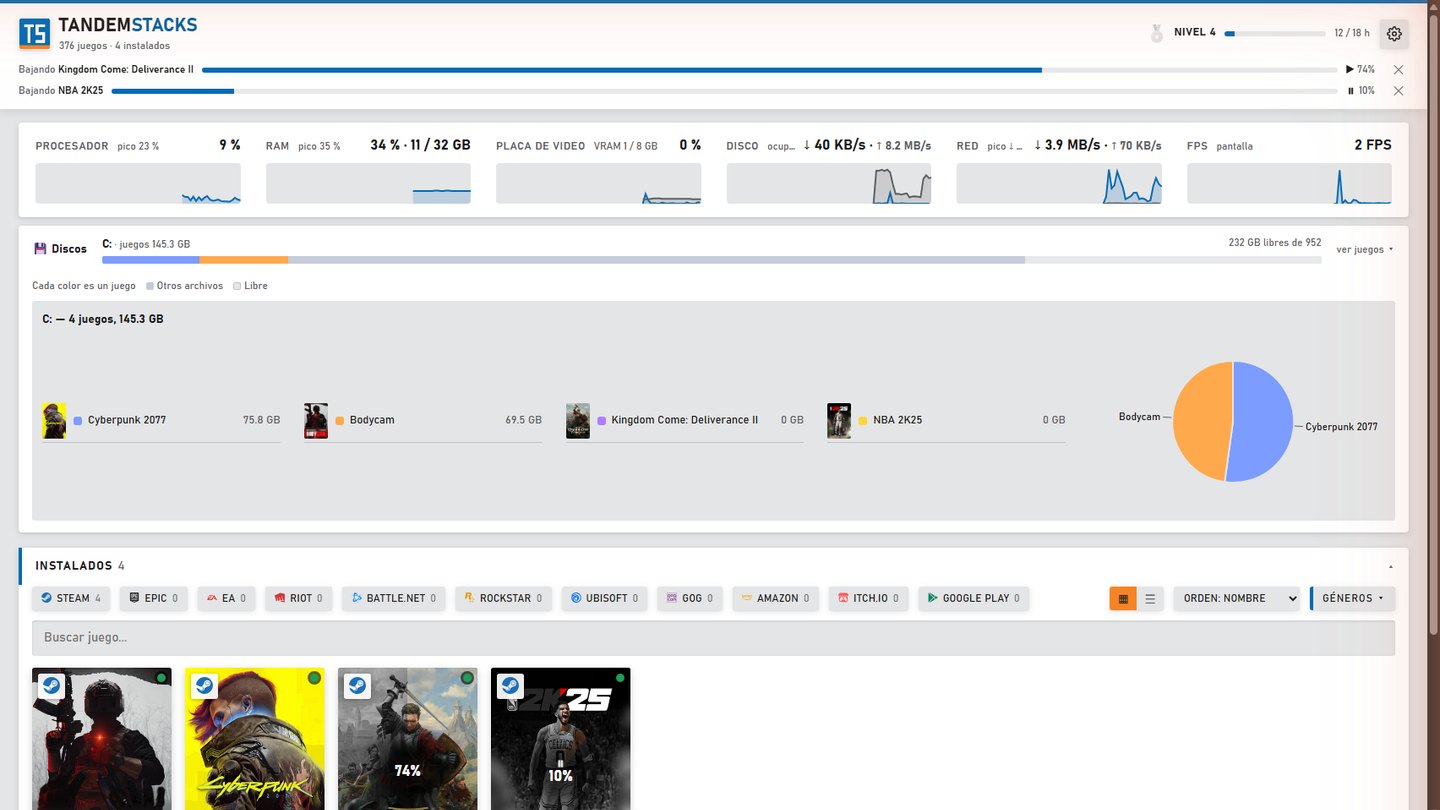 TS TANDEMSTACKS
376 juegos · 4 instalados
NIVEL 4 12 / 18 h
Bajando Kingdom Come: Deliverance II 74%
Bajando NBA 2K25 10%
PROCESADOR pico 23 % 9 %
RAM pico 35 % 34 % · 11 / 32 GB
PLACA DE VIDEO VRAM 1 / 8 GB 0 %
DISCO ocup... ↓ 40 KB/s · ↑ 8.2 MB/s
RED pico ↓ ... ↓ 3.9 MB/s · ↑ 70 KB/s
FPS pantalla 2 FPS
Discos
C: · juegos 145.3 GB 232 GB libres de 952
ver juegos
Cada color es un juego Otros archivos Libre
C: — 4 juegos, 145.3 GB
Cyberpunk 2077 75.8 GB
Bodycam 69.5 GB
Kingdom Come: Deliverance II 0 GB
NBA 2K25 0 GB
Bodycam
Cyberpunk 2077
INSTALADOS 4
STEAM 4
EPIC 0
EA 0
RIOT 0
BATTLE.NET 0
ROCKSTAR 0
UBISOFT 0
GOG 0
AMAZON 0
ITCH.IO 0
GOOGLE PLAY 0
ORDEN: NOMBRE
GÉNEROS
Buscar juego...
CYBERPUNK
74%
2K25
CELTICS
0
10%